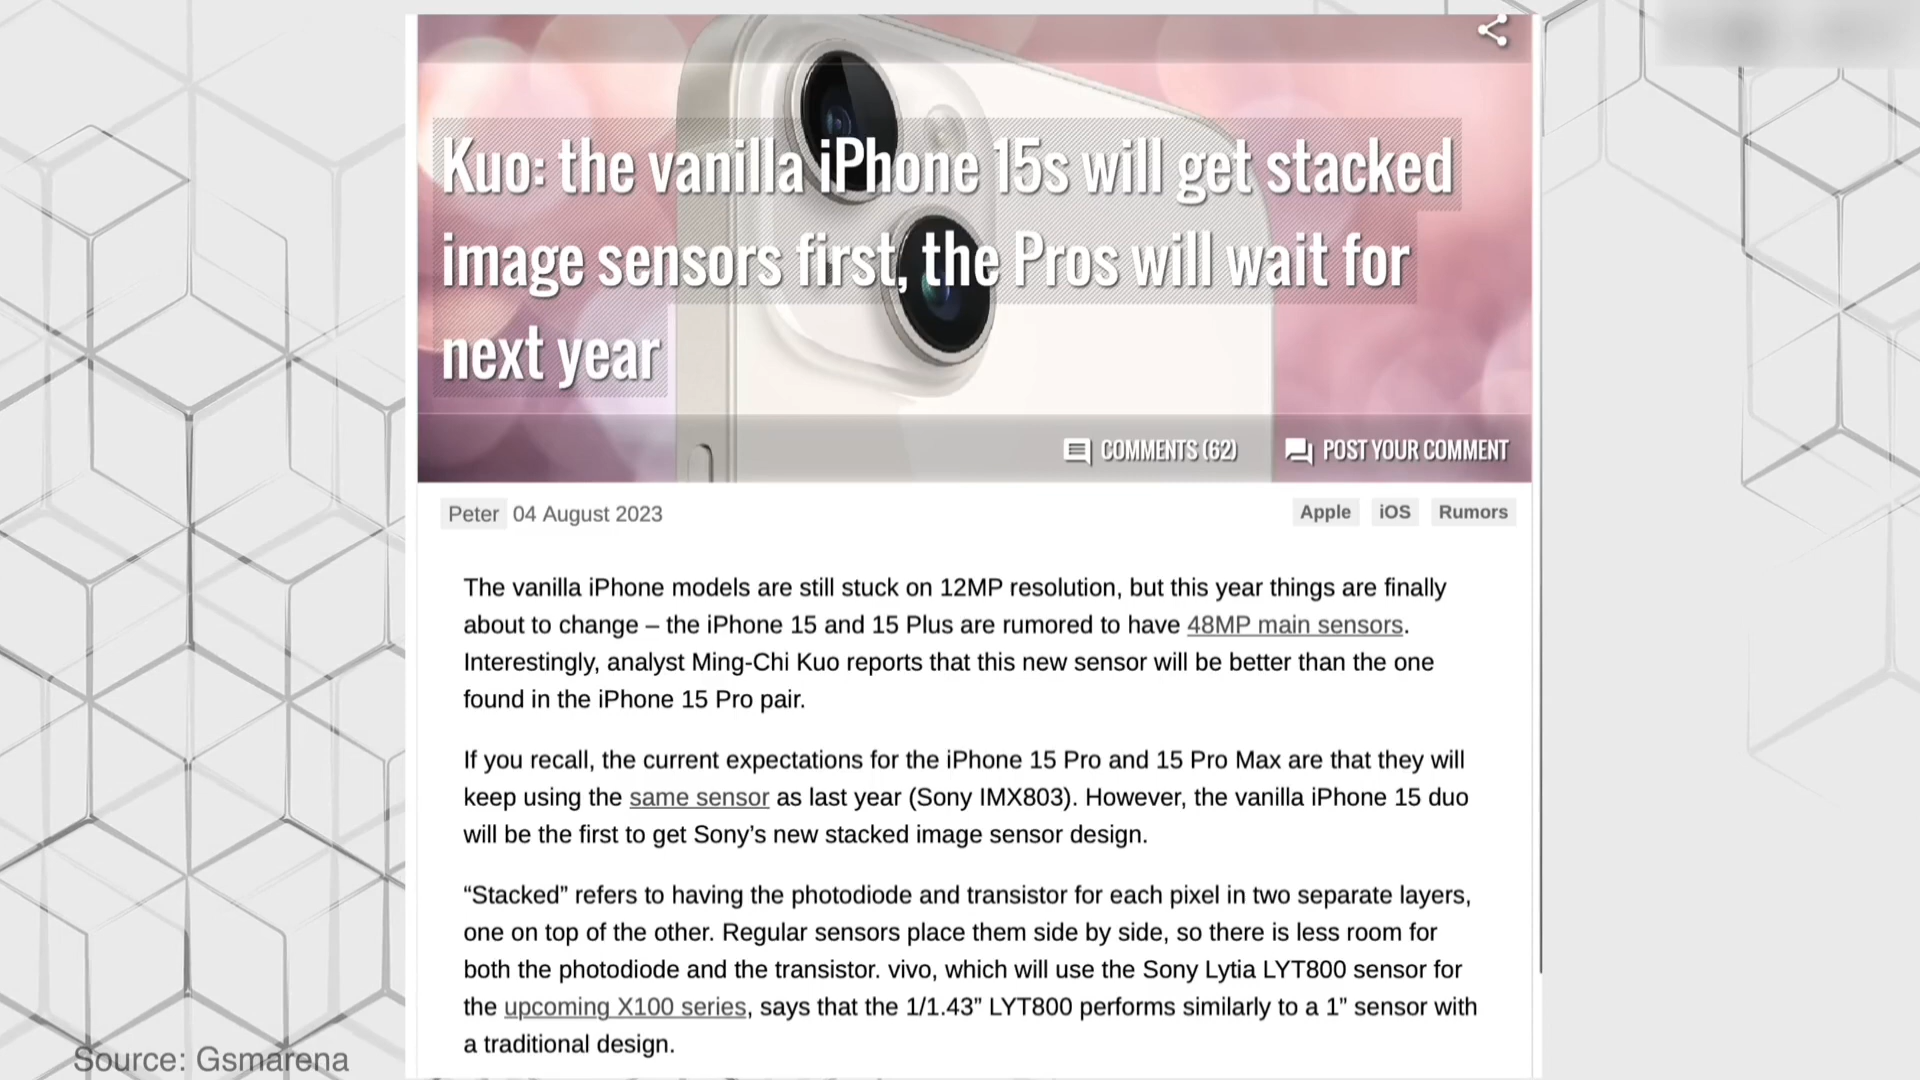 Kuo: the vanilla iPhone 15s will get stacked
image sensors first, the Pros will wait for
next year
COMMENTS (62) POST YOUR COMMENT
Peter 04 August 2023 Apple iOS Rumors
The vanilla iPhone models are still stuck on 12MP resolution, but this year things are finally
about to change – the iPhone 15 and 15 Plus are rumored to have 48MP main sensors.
Interestingly, analyst Ming-Chi Kuo reports that this new sensor will be better than the one
found in the iPhone 15 Pro pair.
If you recall, the current expectations for the iPhone 15 Pro and 15 Pro Max are that they will
keep using the same sensor as last year (Sony IMX803). However, the vanilla iPhone 15 duo
will be the first to get Sony’s new stacked image sensor design.
“Stacked” refers to having the photodiode and transistor for each pixel in two separate layers,
one on top of the other. Regular sensors place them side by side, so there is less room for
both the photodiode and the transistor. vivo, which will use the Sony Lytia LYT800 sensor for
the upcoming X100 series, says that the 1/1.43” LYT800 performs similarly to a 1” sensor with
a traditional design.
Source: Gsmarena